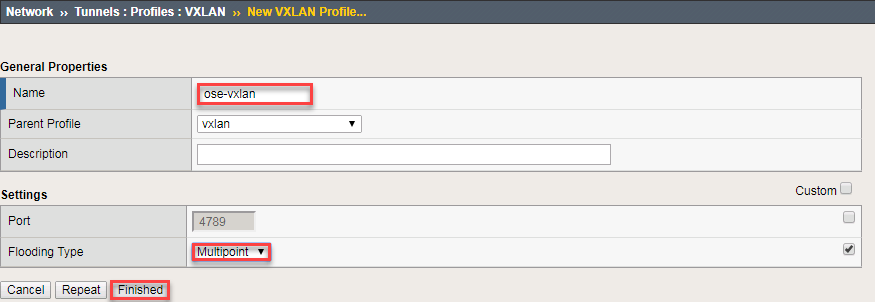 Network ›› Tunnels : Profiles : VXLAN ›› New VXLAN Profile...
General Properties
Name ose-vxlan
Parent Profile vxlan
Description
Settings Custom
Port 4789
Flooding Type Multipoint
Cancel Repeat Finished